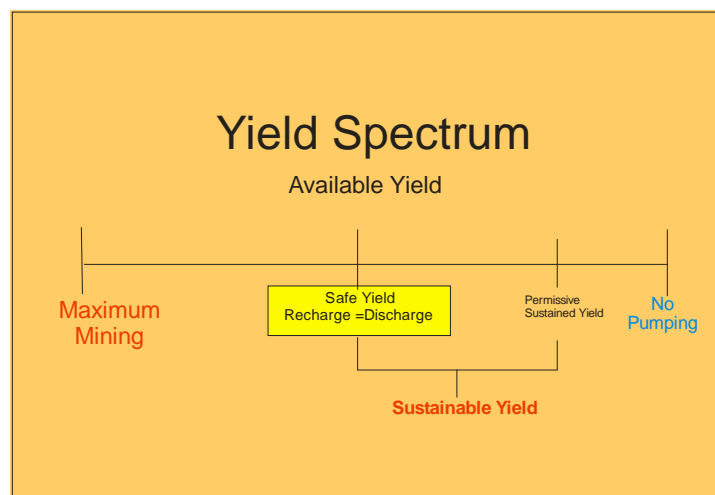 Yield Spectrum
Available Yield
Maximum
Mining
Safe Yield
Recharge =Discharge
Permissive
Sustained Yield
No
Pumping
Sustainable Yield